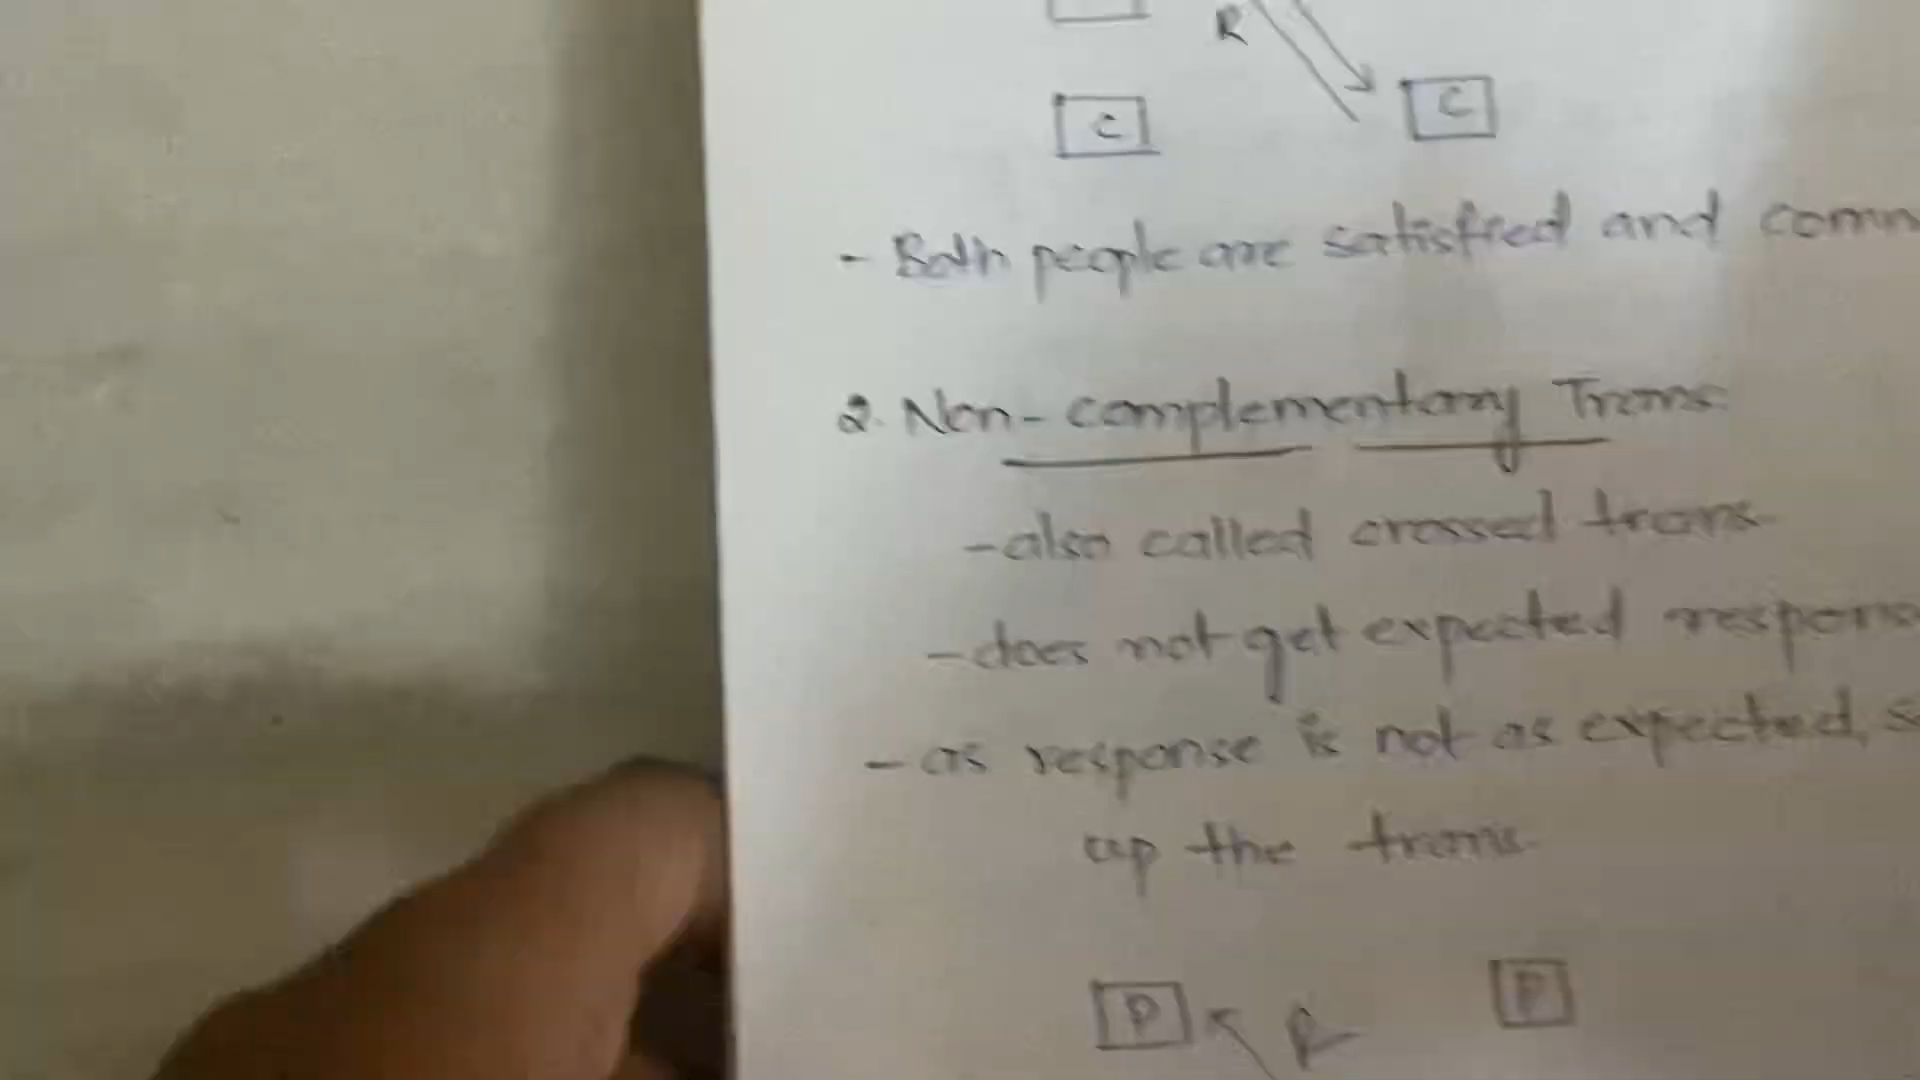 R
C C
- Both people are satisfied and comm
2. Non-complementary Trans.
- also called crossed trans.
- does not get expected respons
- as response is not as expected, s
up the trans.
P R P